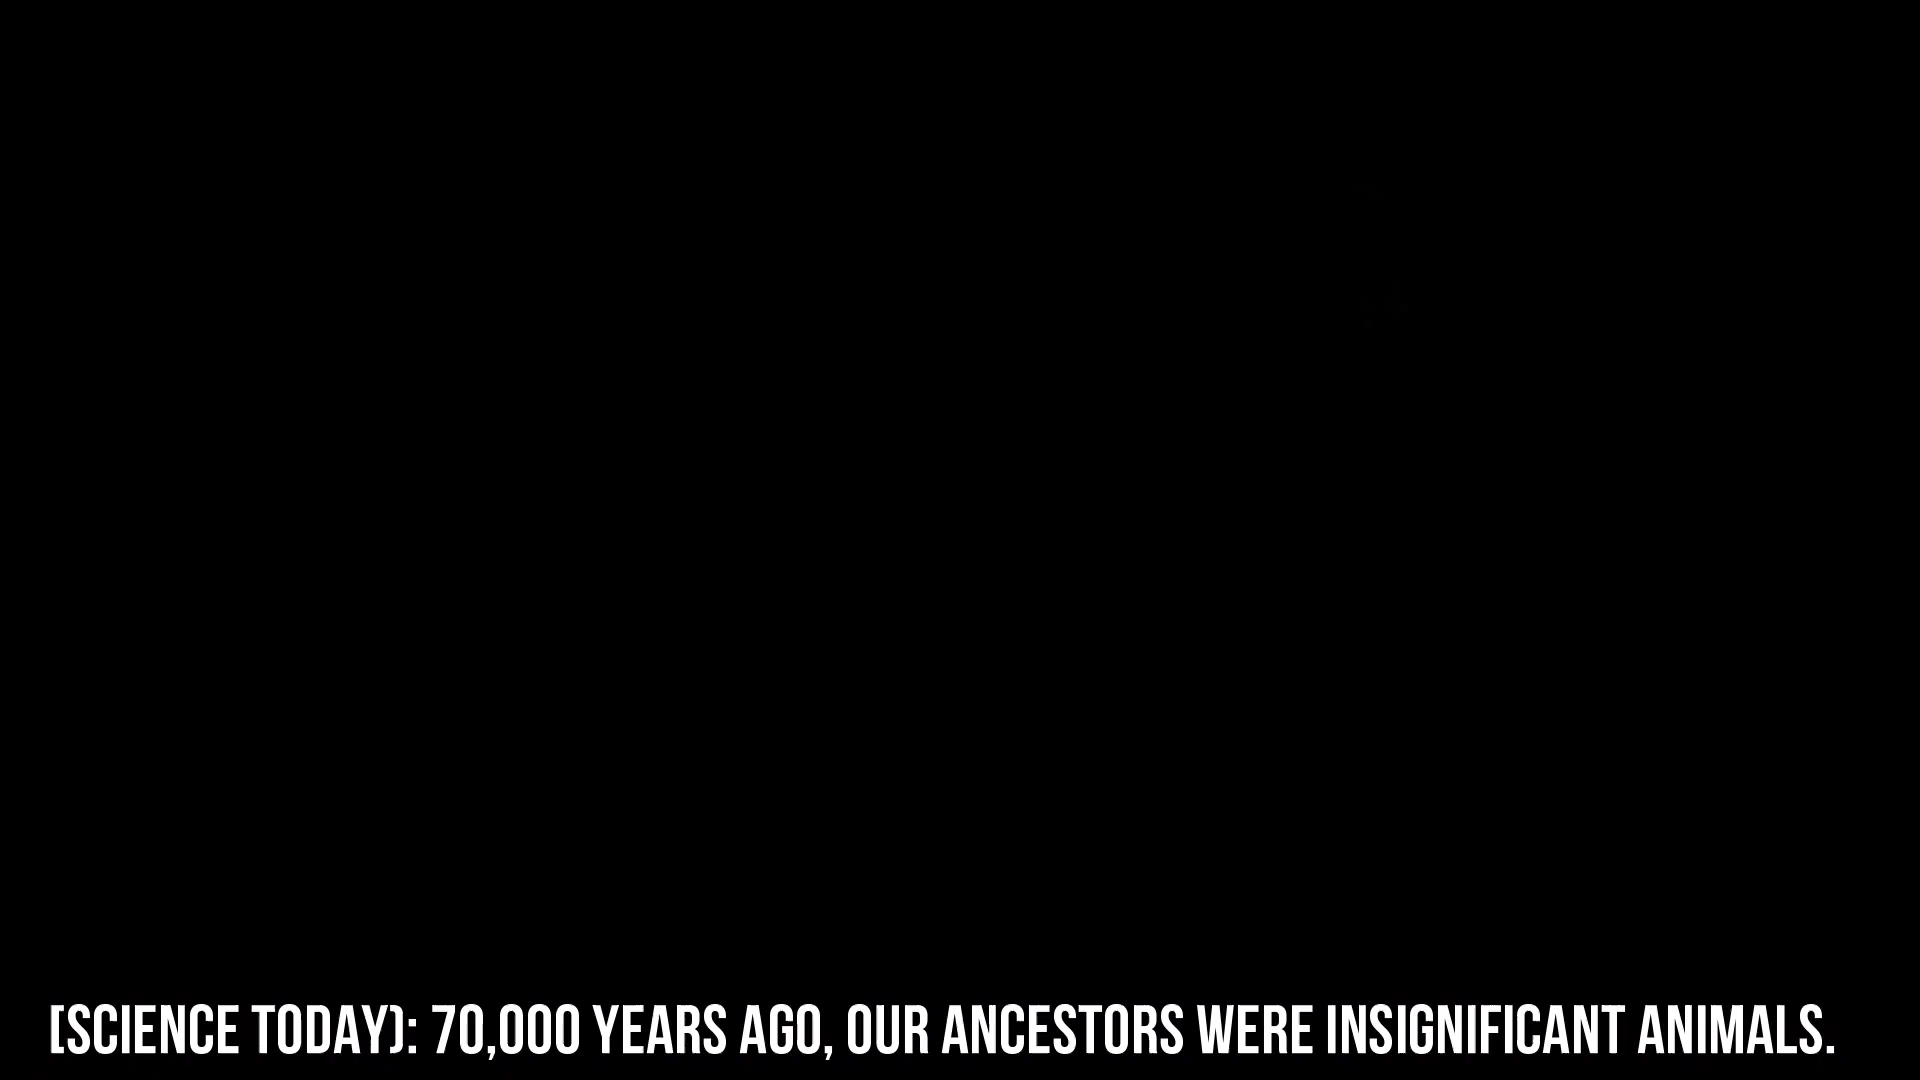 [SCIENCE TODAY): 70,000 YEARS AGO, OUR ANCESTORS WERE INSIGNIFICANT ANIMALS.